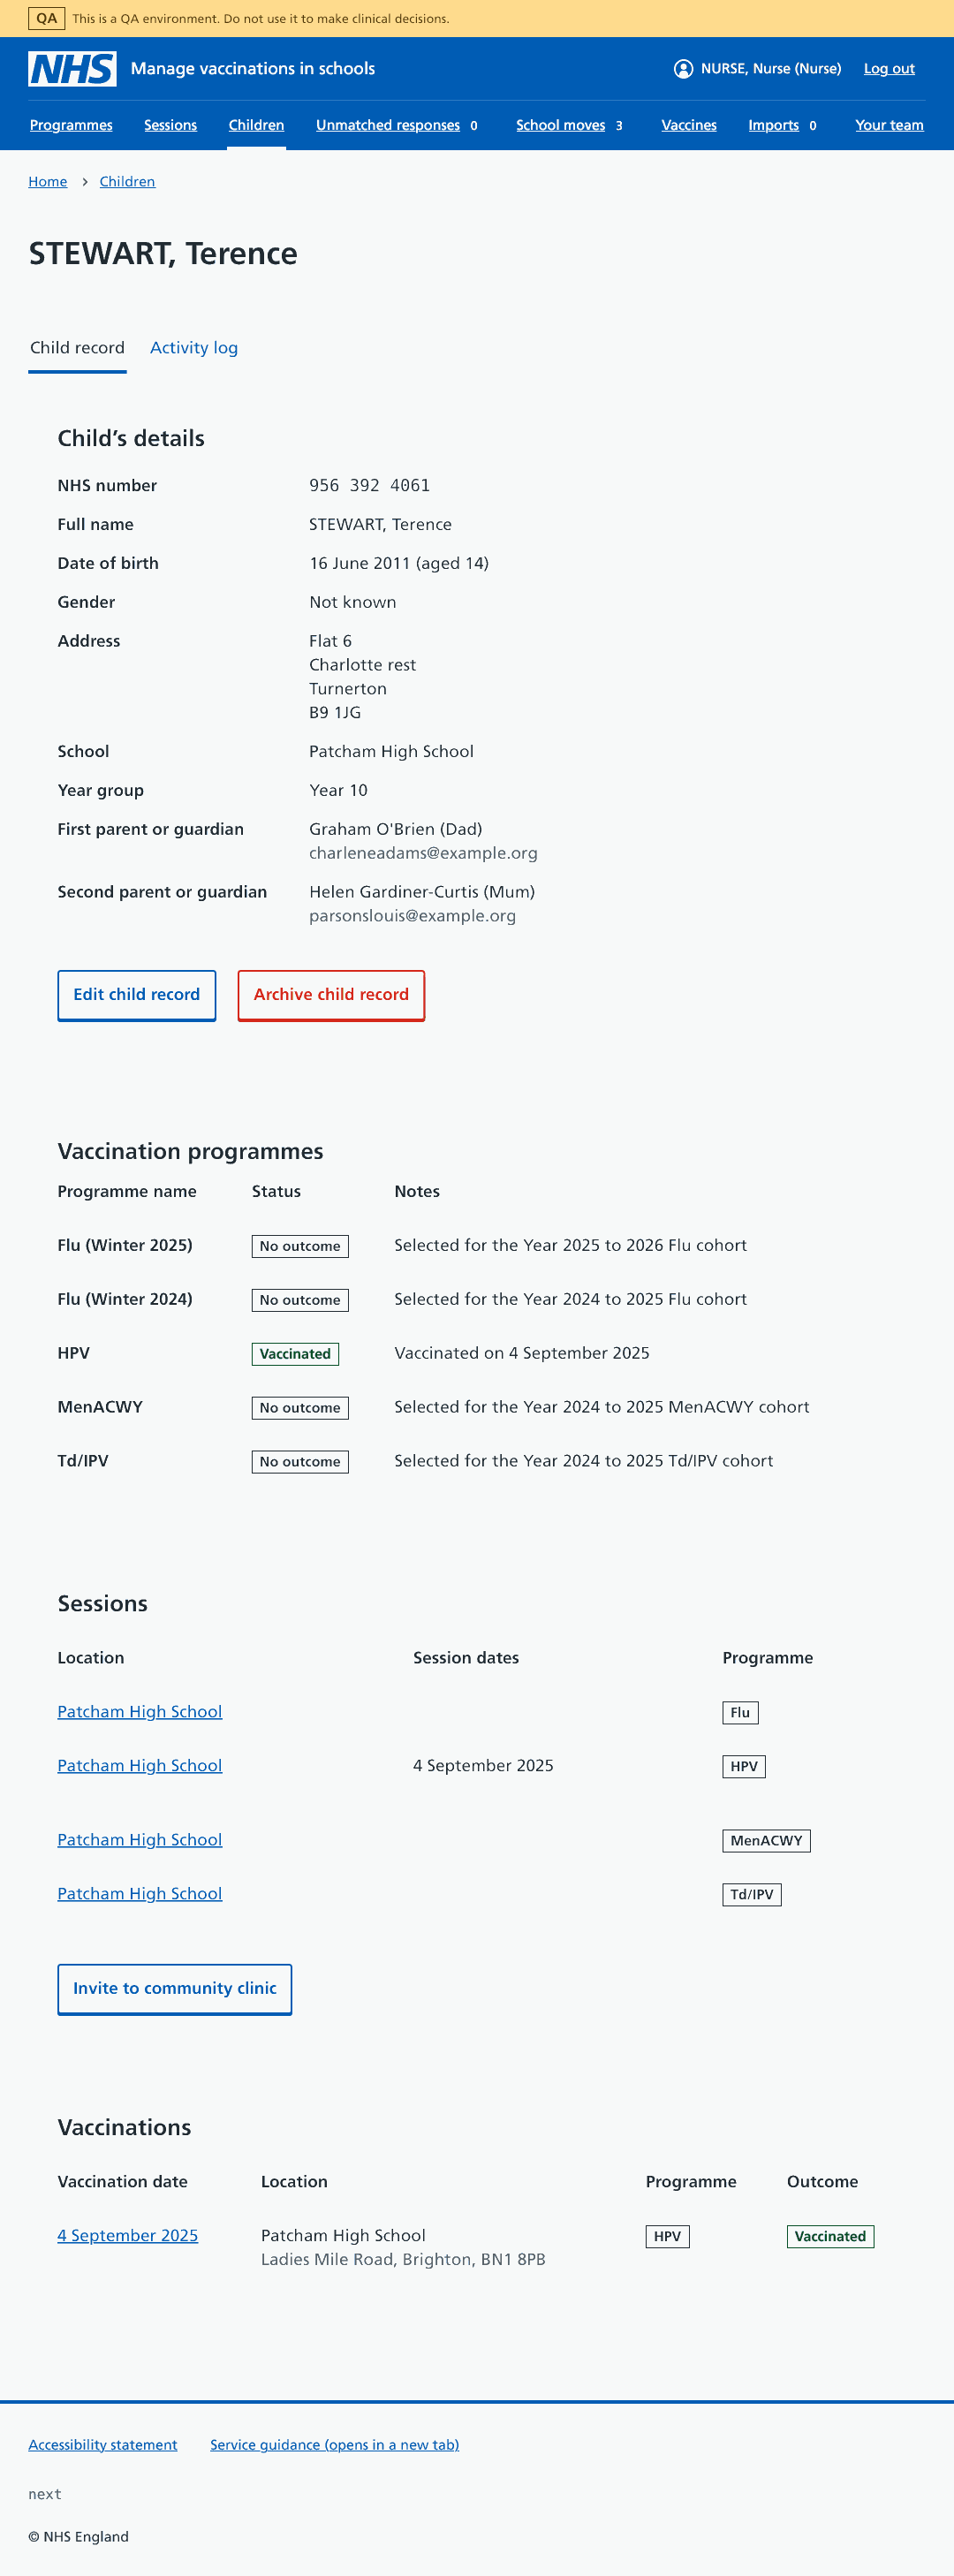 QA This is a QA environment. Do not use it to make clinical decisions.
NHS Manage vaccinations in schools NURSE, Nurse (Nurse) Log out
Programmes Sessions Children Unmatched responses 0 School moves 3 Vaccines Imports 0 Your team
Home > Children
STEWART, Terence
Child record Activity log
Child’s details
NHS number 956 392 4061
Full name STEWART, Terence
Date of birth 16 June 2011 (aged 14)
Gender Not known
Address Flat 6
Charlotte rest
Turnerton
B9 1JG
School Patcham High School
Year group Year 10
First parent or guardian Graham O'Brien (Dad)
charleneadams@example.org
Second parent or guardian Helen Gardiner-Curtis (Mum)
parsonslouis@example.org
Edit child record Archive child record
Vaccination programmes
Programme name Status Notes
Flu (Winter 2025) No outcome Selected for the Year 2025 to 2026 Flu cohort
Flu (Winter 2024) No outcome Selected for the Year 2024 to 2025 Flu cohort
HPV Vaccinated Vaccinated on 4 September 2025
MenACWY No outcome Selected for the Year 2024 to 2025 MenACWY cohort
Td/IPV No outcome Selected for the Year 2024 to 2025 Td/IPV cohort
Sessions
Location Session dates Programme
Patcham High School Flu
Patcham High School 4 September 2025 HPV
Patcham High School MenACWY
Patcham High School Td/IPV
Invite to community clinic
Vaccinations
Vaccination date Location Programme Outcome
4 September 2025 Patcham High School HPV Vaccinated
Ladies Mile Road, Brighton, BN1 8PB
Accessibility statement Service guidance (opens in a new tab)
next
© NHS England